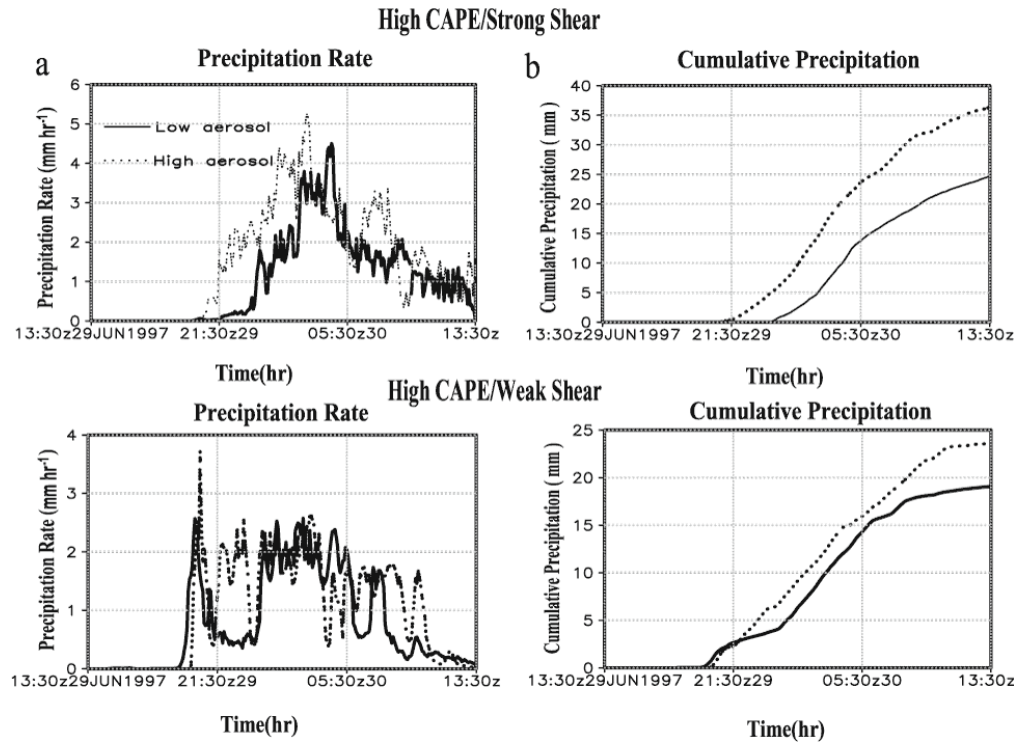 High CAPE/Strong Shear
a
Precipitation Rate
Precipitation Rate (mm hr-1)
6
5
4
3
2
1
0
Low aerosol
High aerosol
13:30z29JUN1997 21:30z29 05:30z30 13:30z
Time(hr)
b
Cumulative Precipitation
Cumulative Precipitation ( mm )
40
35
30
25
20
15
10
5
0
13:30z29JUN1997 21:30z29 05:30z30 13:30z
Time(hr)
High CAPE/Weak Shear
Precipitation Rate
Precipitation Rate (mm hr-1)
4
3
2
1
0
13:30z29JUN1997 21:30z29 05:30z30 13:30z
Time(hr)
Cumulative Precipitation
Cumulative Precipitation ( mm )
25
20
15
10
5
0
13:30z29JUN1997 21:30z29 05:30z30 13:30z
Time(hr)